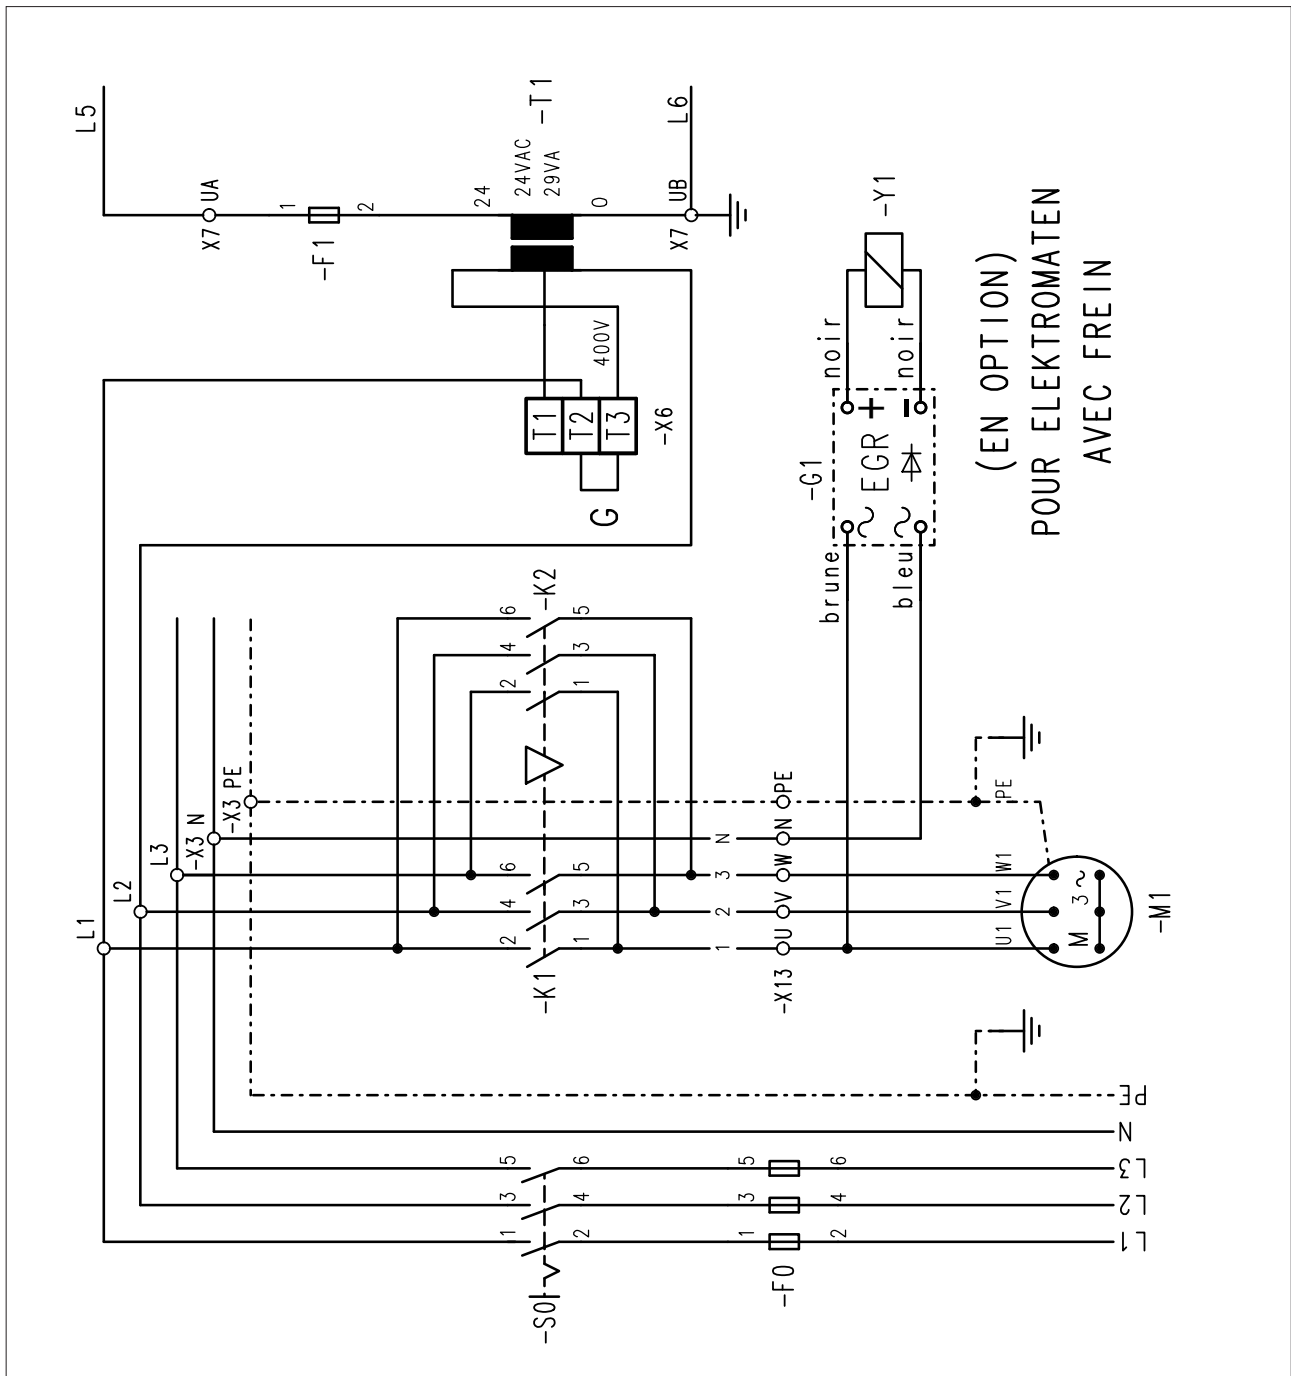 L1
L2
L3
N
PE
-F0
1
2
3
4
5
6
-S0
1
2
3
4
5
6
L1
L2
L3
-X3 N
-X3 PE
-K1
2
1
4
3
6
5
-K2
2
1
4
3
6
5
1
2
3
N
-X13
U
V
W
N
PE
U1
V1
W1
PE
M
3 ~
-M1
brune
bleu
-G1
EGR
+
-
noir
noir
-Y1
(EN OPTION)
POUR ELEKTROMATEN
AVEC FREIN
G
T1
T2
T3
-X6
400V
L5
X7
UA
1
2
-F1
24
24VAC
29VA
-T1
0
X7
UB
L6